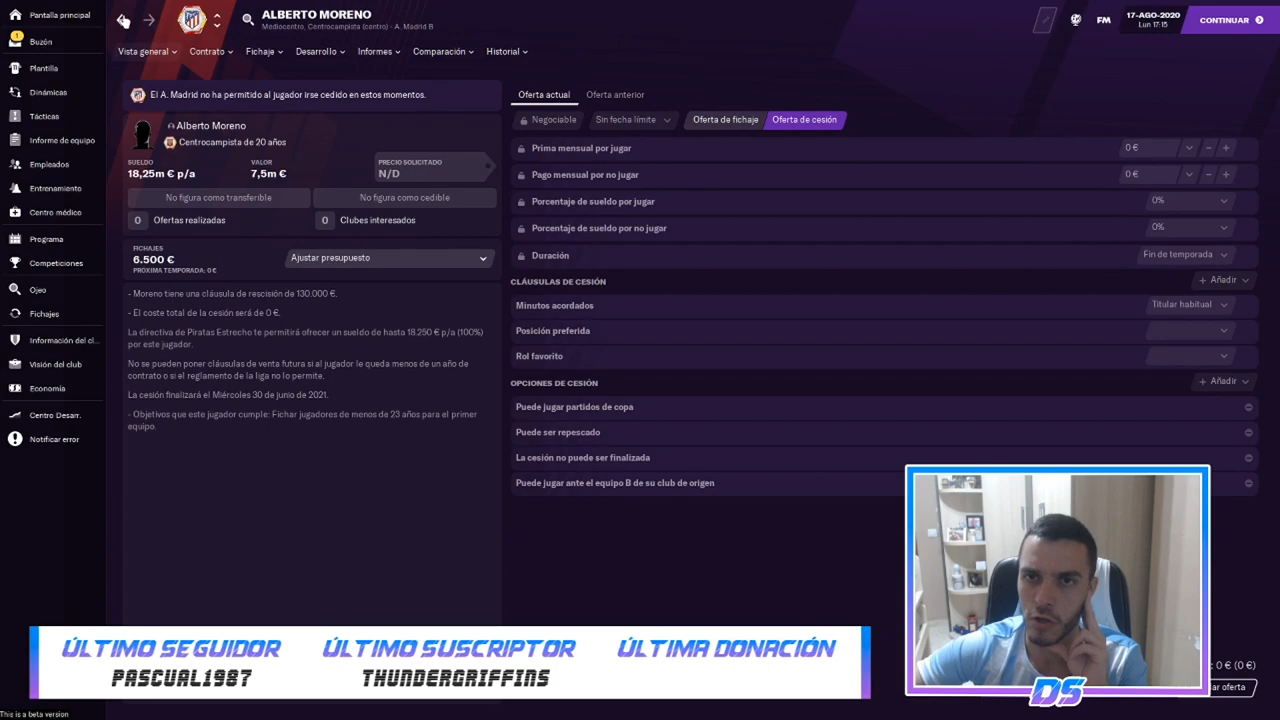 Pantalla principal
1
Buzón
Plantilla
Dinámicas
Tácticas
Informe de equipo
Empleados
Entrenamiento
Centro médico
Programa
Competiciones
Ojeo
Fichajes
Información del cl...
Visión del club
Economía
Centro Desarr.
Notificar error
This is a beta version
ALBERTO MORENO
Mediocentro, Centrocampista (centro) - A. Madrid B
FM
17-AGO-2020
Lun 17:15
CONTINUAR
Vista general
Contrato
Fichaje
Desarrollo
Informes
Comparación
Historial
El A. Madrid no ha permitido al jugador irse cedido en estos momentos.
Alberto Moreno
Centrocampista de 20 años
SUELDO
18,25m € p/a
VALOR
7,5m €
PRECIO SOLICITADO
N/D
No figura como transferible
No figura como cedible
0 Ofertas realizadas
0 Clubes interesados
FICHAJES
6.500 €
PRÓXIMA TEMPORADA: 0 €
Ajustar presupuesto
- Moreno tiene una cláusula de rescisión de 130.000 €.
- El coste total de la cesión será de 0 €.
La directiva de Piratas Estrecho te permitirá ofrecer un sueldo de hasta 18.250 € p/a (100%)
por este jugador.
No se pueden poner cláusulas de venta futura si al jugador le queda menos de un año de
contrato o si el reglamento de la liga no lo permite.
La cesión finalizará el Miércoles 30 de junio de 2021.
- Objetivos que este jugador cumple: Fichar jugadores de menos de 23 años para el primer
equipo.
Oferta actual
Oferta anterior
Negociable
Sin fecha límite
Oferta de fichaje
Oferta de cesión
Prima mensual por jugar
0 €
Pago mensual por no jugar
0 €
Porcentaje de sueldo por jugar
0%
Porcentaje de sueldo por no jugar
0%
Duración
Fin de temporada
CLÁUSULAS DE CESIÓN
+ Añadir
Minutos acordados
Titular habitual
Posición preferida
Rol favorito
OPCIONES DE CESIÓN
+ Añadir
Puede jugar partidos de copa
Puede ser repescado
La cesión no puede ser finalizada
Puede jugar ante el equipo B de su club de origen
: 0 € (0 €)
oferta
ÚLTIMO SEGUIDOR
PASCUAL1987
ÚLTIMO SUSCRIPTOR
THUNDERGRIFFINS
ÚLTIMA DONACIÓN
DS